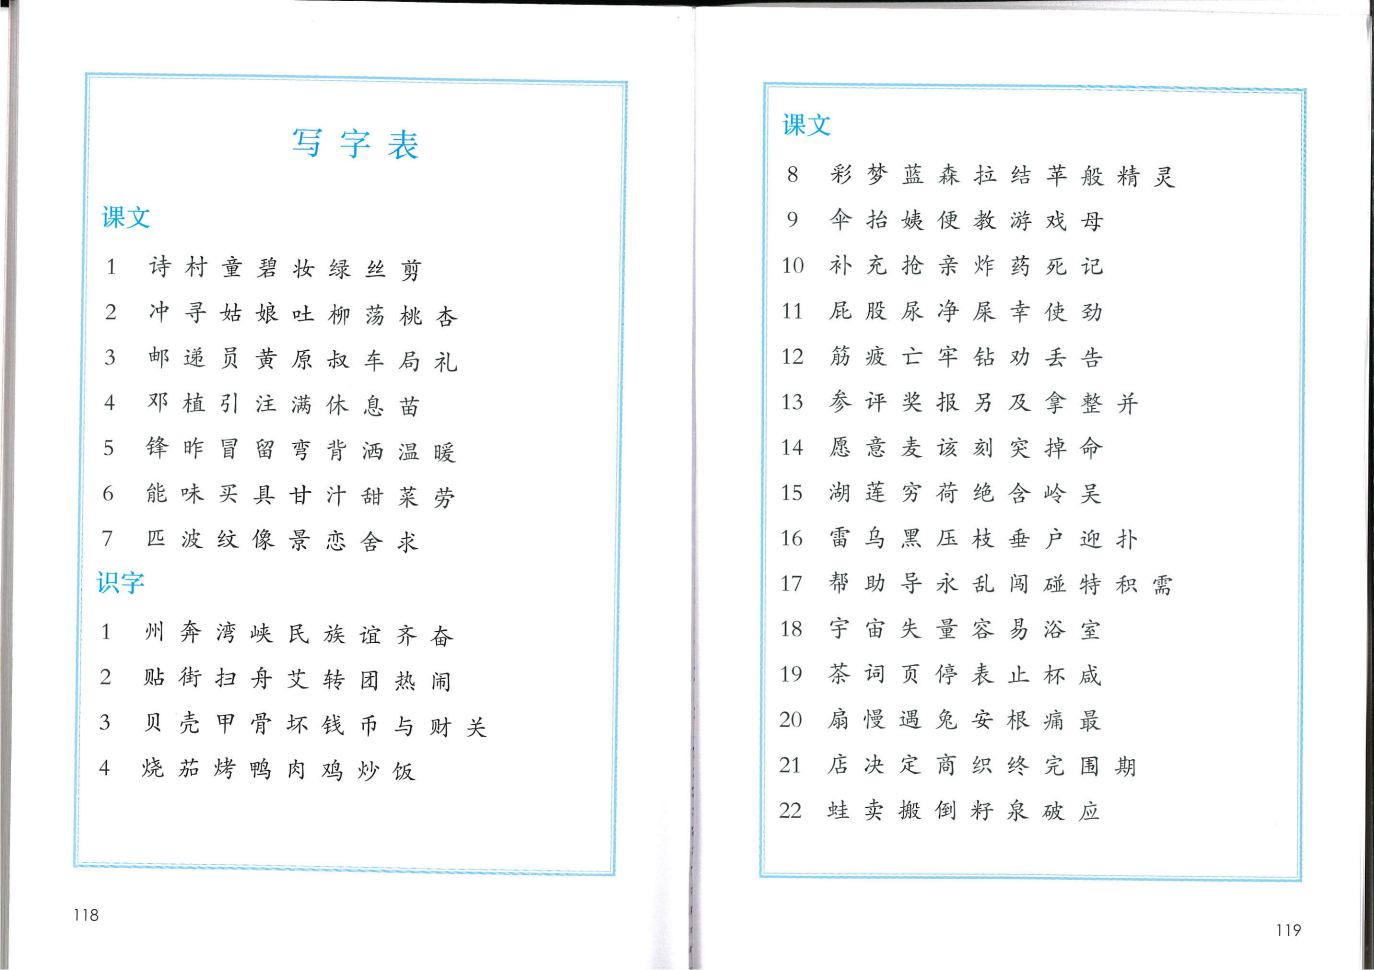 写字表
课文
1 诗 村 童 碧 妆 绿 丝 剪
2 冲 寻 姑 娘 吐 柳 荡 桃 杏
3 邮 递 员 黄 原 叔 车 局 礼
4 邓 植 引 注 满 休 息 苗
5 锋 昨 冒 留 弯 背 洒 温 暖
6 能 味 买 具 甘 汁 甜 菜 劳
7 匹 波 纹 像 景 恋 舍 求
识字
1 州 奔 湾 峡 民 族 谊 齐 奋
2 贴 街 扫 舟 艾 转 团 热 闹
3 贝 壳 甲 骨 坏 钱 币 与 财 关
4 烧 茄 烤 鸭 肉 鸡 炒 饭
118
课文
8 彩 梦 蓝 森 拉 结 苹 般 精 灵
9 伞 抬 姨 便 教 游 戏 母
10 补 充 抢 亲 炸 药 死 记
11 屁 股 尿 净 屎 幸 使 劲
12 筋 疲 亡 牢 钻 劝 丢 告
13 参 评 奖 报 另 及 拿 整 并
14 愿 意 麦 该 刻 突 掉 命
15 湖 莲 穷 荷 绝 含 岭 吴
16 雷 乌 黑 压 枝 垂 户 迎 扑
17 帮 助 导 永 乱 闯 碰 特 积 需
18 宇 宙 失 量 容 易 浴 室
19 茶 词 页 停 表 止 杯 咸
20 扇 慢 遇 兔 安 根 痛 最
21 店 决 定 商 织 终 完 围 期
22 蛙 卖 搬 倒 籽 泉 破 应
119